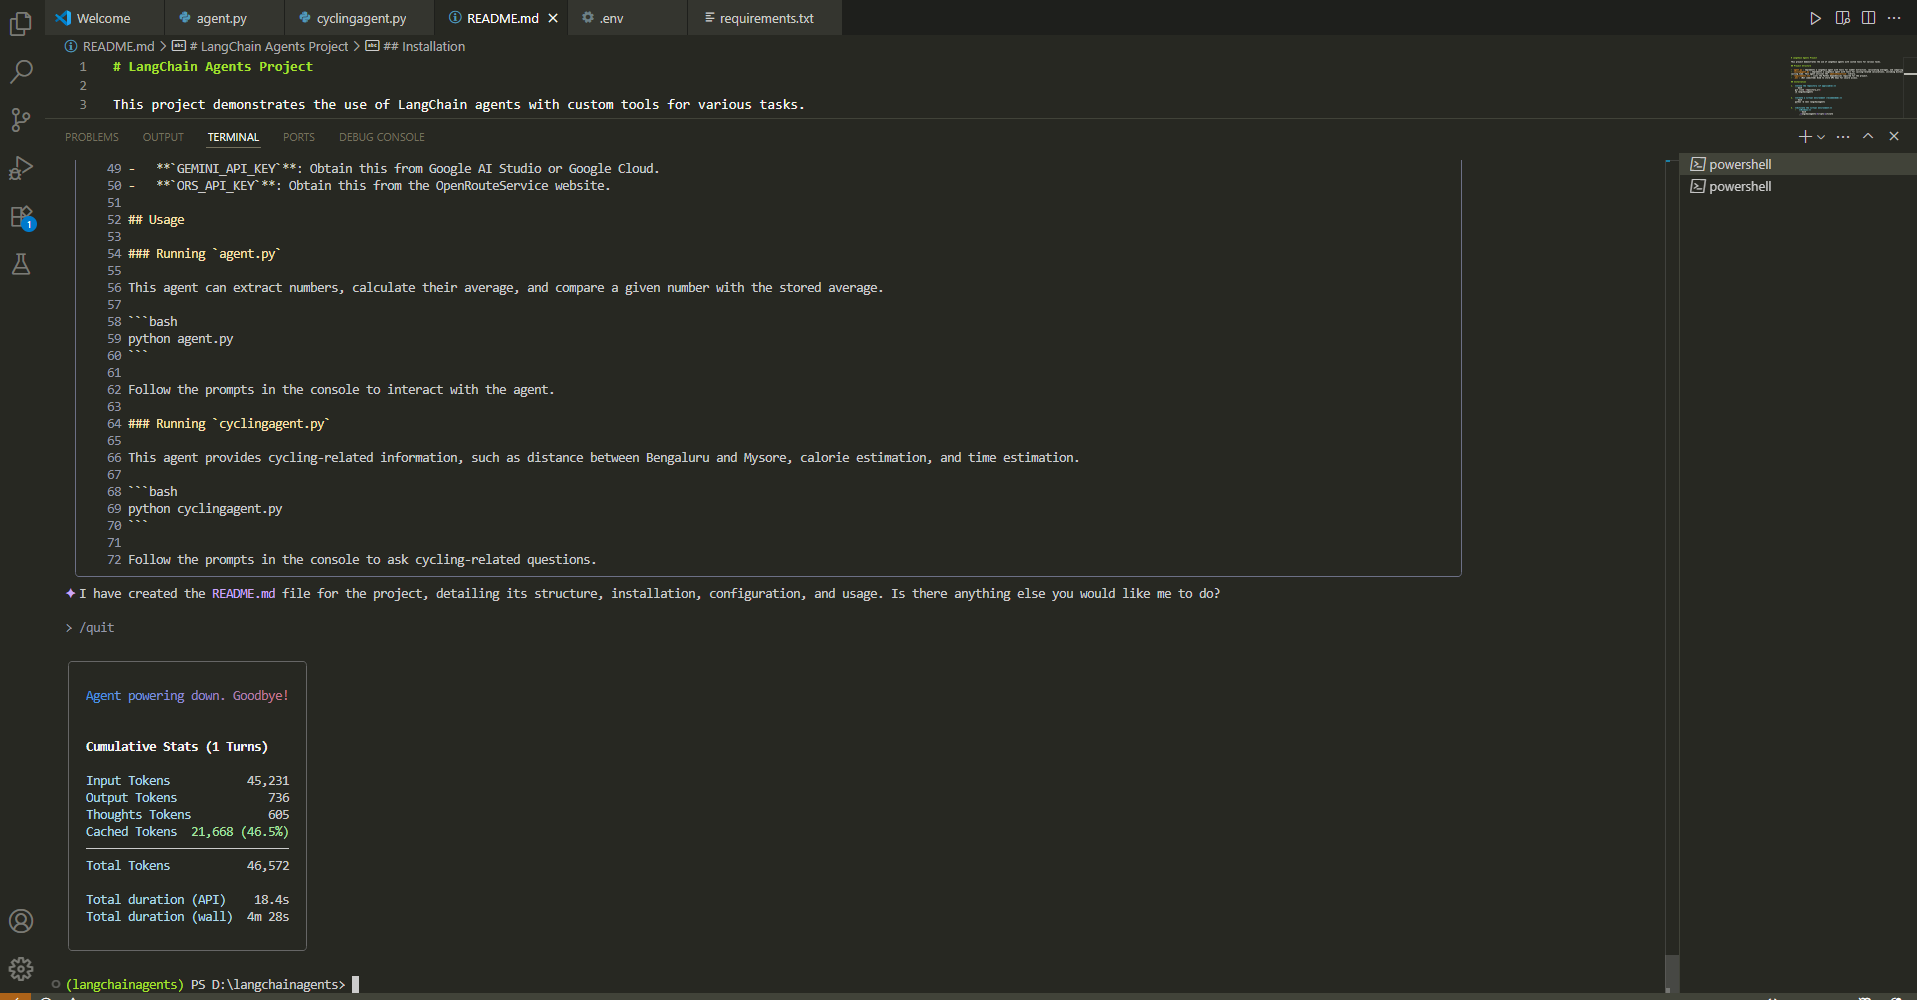 Welcome
agent.py
cyclingagent.py
README.md
.env
requirements.txt
README.md > # LangChain Agents Project > ## Installation
1 # LangChain Agents Project
2
3 This project demonstrates the use of LangChain agents with custom tools for various tasks.
PROBLEMS OUTPUT TERMINAL PORTS DEBUG CONSOLE
powershell
powershell
49 -   **`GEMINI_API_KEY`**: Obtain this from Google AI Studio or Google Cloud.
50 -   **`ORS_API_KEY`**: Obtain this from the OpenRouteService website.
51
52 ## Usage
53
54 ### Running `agent.py`
55
56 This agent can extract numbers, calculate their average, and compare a given number with the stored average.
57
58 ```bash
59 python agent.py
60 ```
61
62 Follow the prompts in the console to interact with the agent.
63
64 ### Running `cyclingagent.py`
65
66 This agent provides cycling-related information, such as distance between Bengaluru and Mysore, calorie estimation, and time estimation.
67
68 ```bash
69 python cyclingagent.py
70 ```
71
72 Follow the prompts in the console to ask cycling-related questions.
✦ I have created the README.md file for the project, detailing its structure, installation, configuration, and usage. Is there anything else you would like me to do?
> /quit
Agent powering down. Goodbye!
Cumulative Stats (1 Turns)
Input Tokens 45,231
Output Tokens 736
Thoughts Tokens 605
Cached Tokens 21,668 (46.5%)
Total Tokens 46,572
Total duration (API) 18.4s
Total duration (wall) 4m 28s
(langchainagents) PS D:\langchainagents>
1